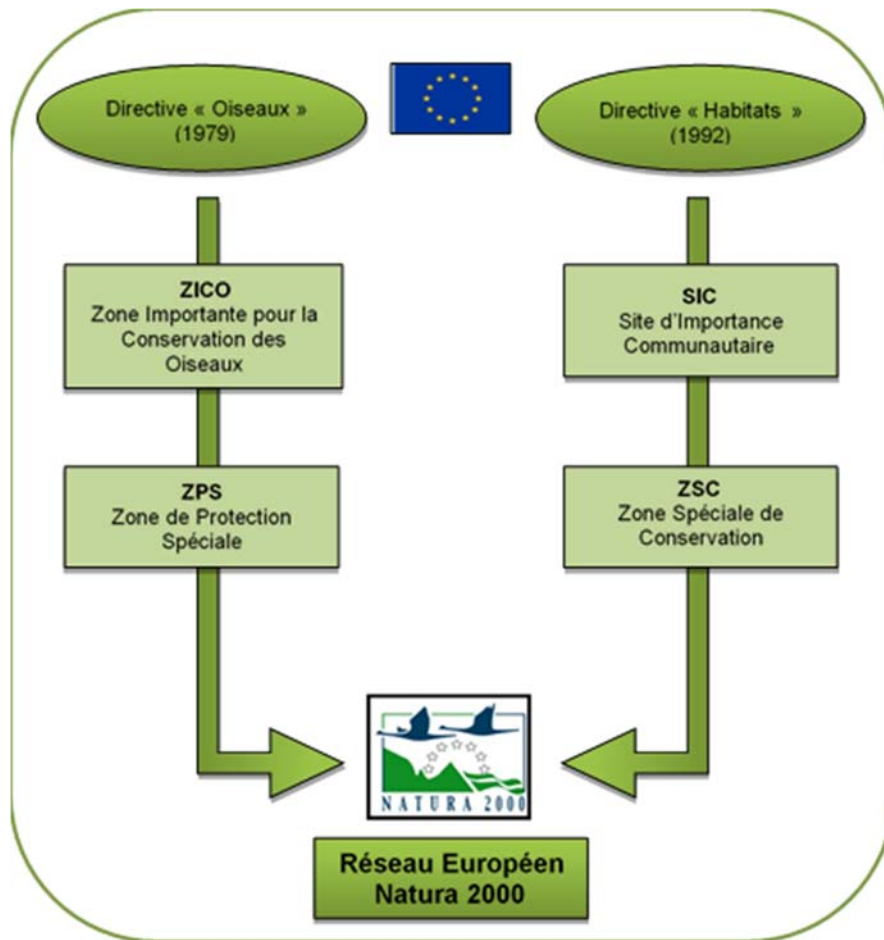 Directive « Oiseaux »
(1979)
Directive « Habitats »
(1992)
ZICO
Zone Importante pour la
Conservation des
Oiseaux
SIC
Site d'Importance
Communautaire
ZPS
Zone de Protection
Spéciale
ZSC
Zone Spéciale de
Conservation
NATURA 2000
Réseau Européen
Natura 2000